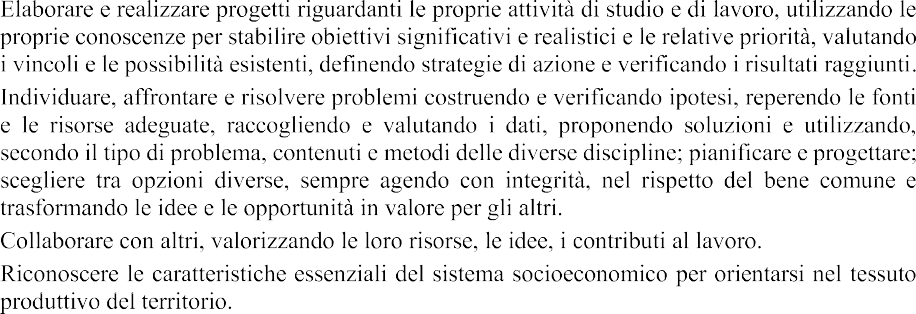 Elaborare e realizzare progetti riguardanti le proprie attività di studio e di lavoro, utilizzando le
proprie conoscenze per stabilire obiettivi significativi e realistici e le relative priorità, valutando
i vincoli e le possibilità esistenti, definendo strategie di azione e verificando i risultati raggiunti.
Individuare, affrontare e risolvere problemi costruendo e verificando ipotesi, reperendo le fonti
e le risorse adeguate, raccogliendo e valutando i dati, proponendo soluzioni e utilizzando,
secondo il tipo di problema, contenuti e metodi delle diverse discipline; pianificare e progettare;
scegliere tra opzioni diverse, sempre agendo con integrità, nel rispetto del bene comune e
trasformando le idee e le opportunità in valore per gli altri.
Collaborare con altri, valorizzando le loro risorse, le idee, i contributi al lavoro.
Riconoscere le caratteristiche essenziali del sistema socioeconomico per orientarsi nel tessuto
produttivo del territorio.